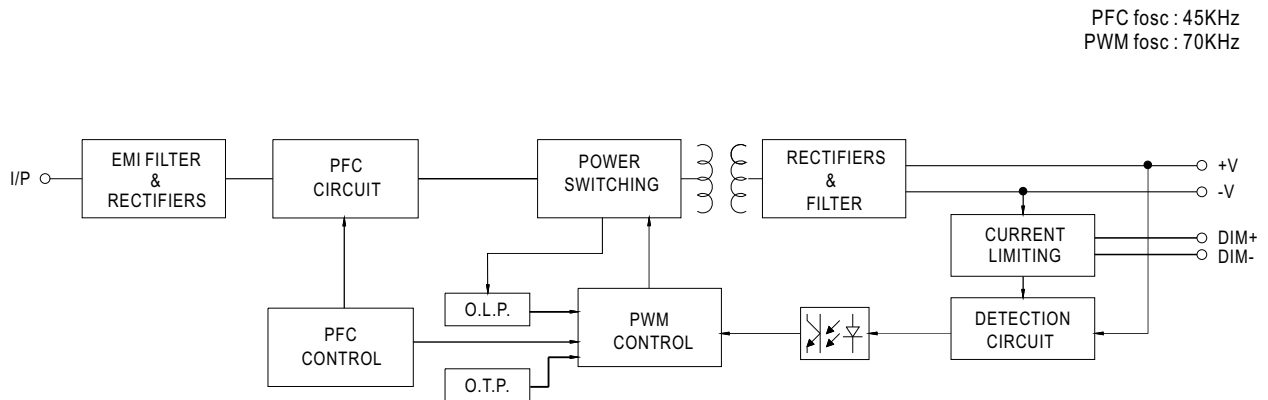 PFC fosc : 45KHz
PWM fosc : 70KHz
I/P
EMI FILTER
&
RECTIFIERS
PFC
CIRCUIT
POWER
SWITCHING
RECTIFIERS
&
FILTER
+V
-V
CURRENT
LIMITING
DIM+
DIM-
O.L.P.
PFC
CONTROL
PWM
CONTROL
DETECTION
CIRCUIT
O.T.P.